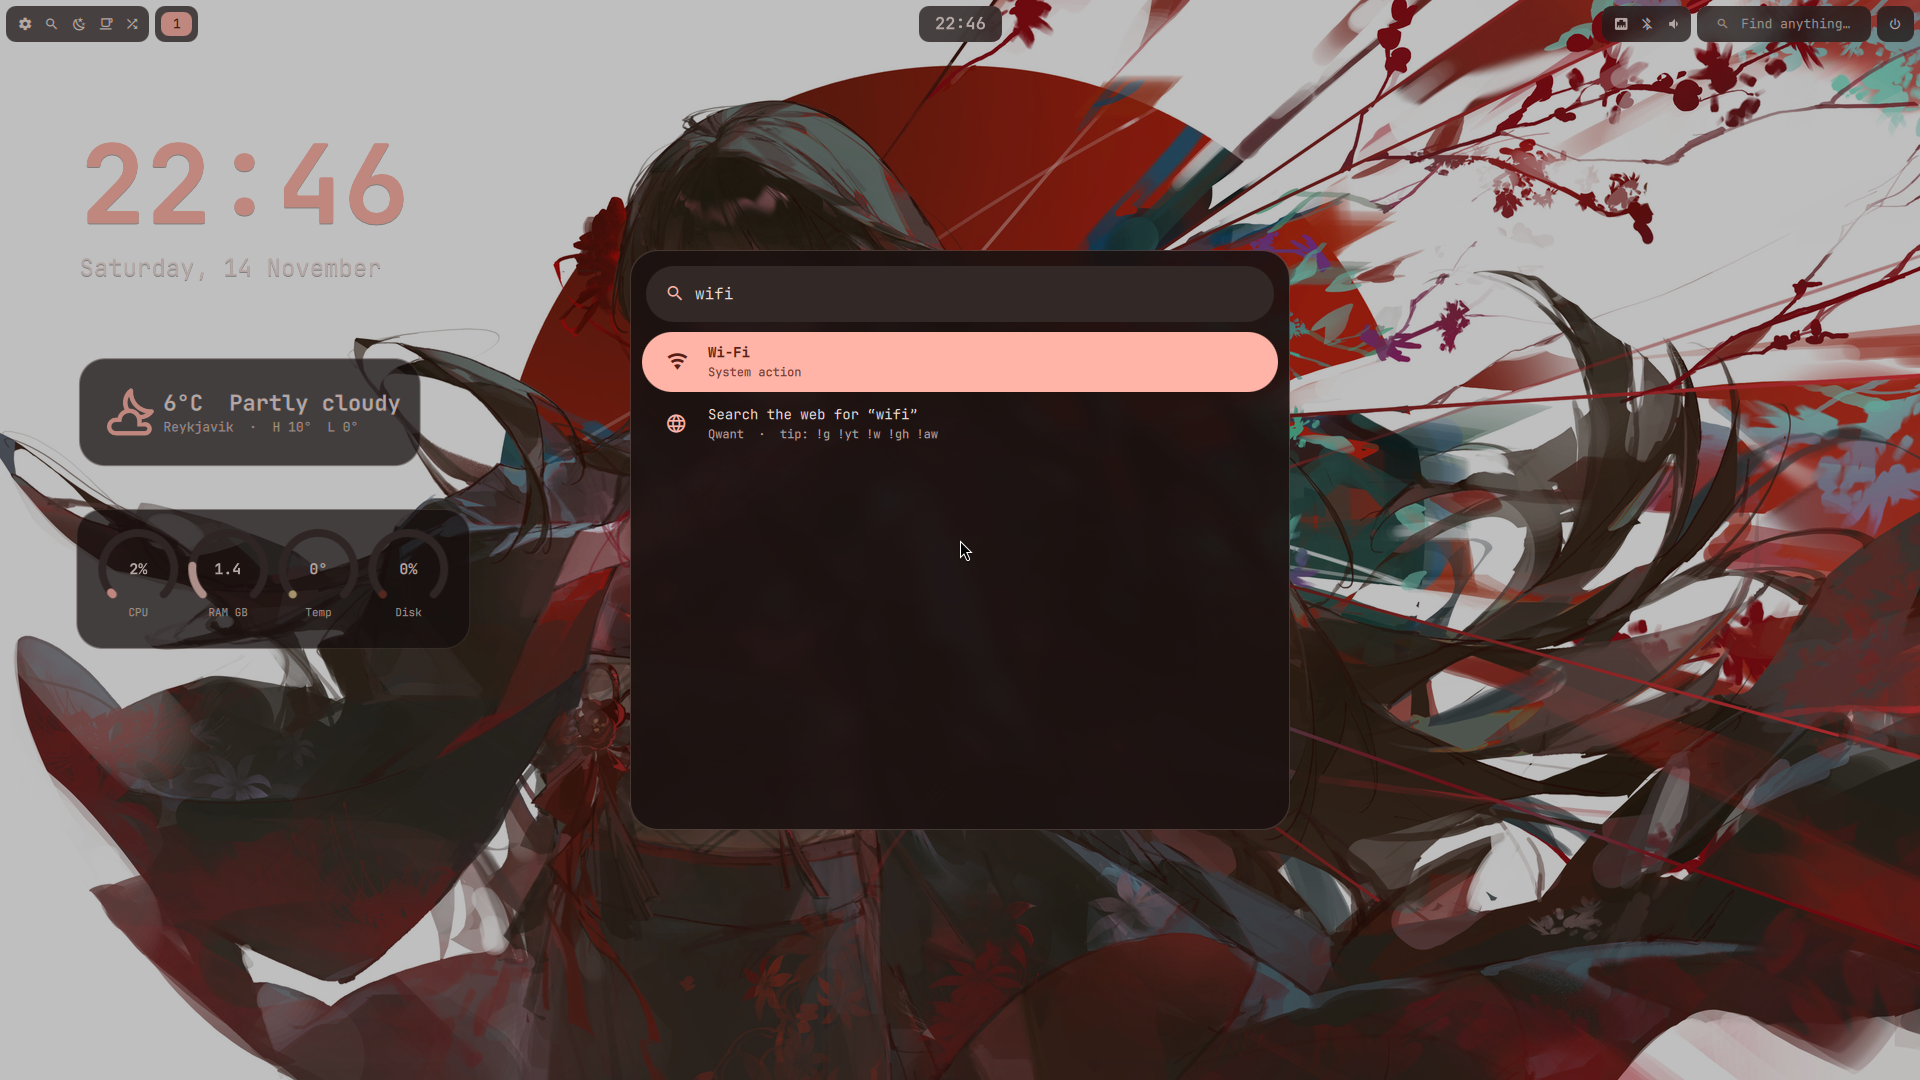 1
22:46
Find anything…
22:46
Saturday, 14 November
6°C Partly cloudy
Reykjavik · H 10° L 0°
2% 1.4 0° 0%
CPU RAM GB Temp Disk
wifi
Wi-Fi
System action
Search the web for “wifi”
Qwant · tip: !g !yt !w !gh !aw